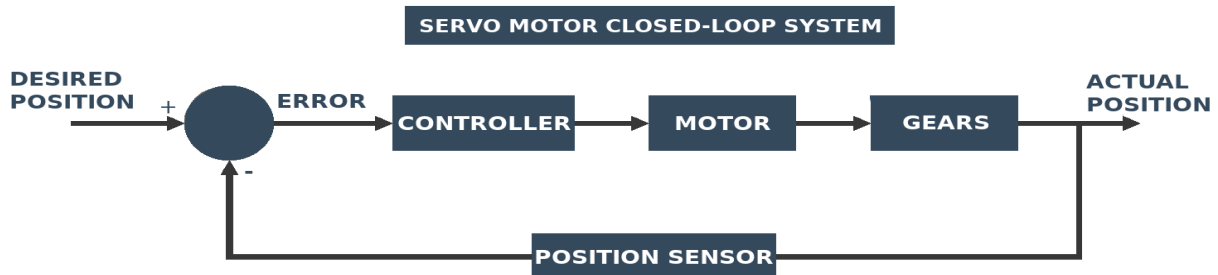 SERVO MOTOR CLOSED-LOOP SYSTEM
DESIRED
POSITION
+
ERROR
CONTROLLER
MOTOR
GEARS
ACTUAL
POSITION
-
POSITION SENSOR